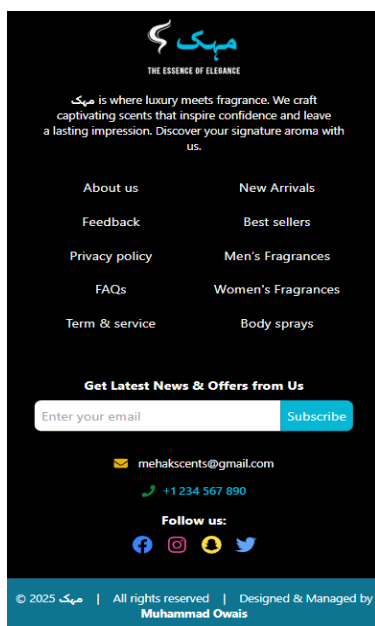 مہک
THE ESSENCE OF ELEGANCE
مہک is where luxury meets fragrance. We craft
captivating scents that inspire confidence and leave
a lasting impression. Discover your signature aroma with
us.
About us New Arrivals
Feedback Best sellers
Privacy policy Men's Fragrances
FAQs Women's Fragrances
Term & service Body sprays
Get Latest News & Offers from Us
Enter your email Subscribe
mehakscents@gmail.com
+1 234 567 890
Follow us:
© 2025 مہک | All rights reserved | Designed & Managed by
Muhammad Owais